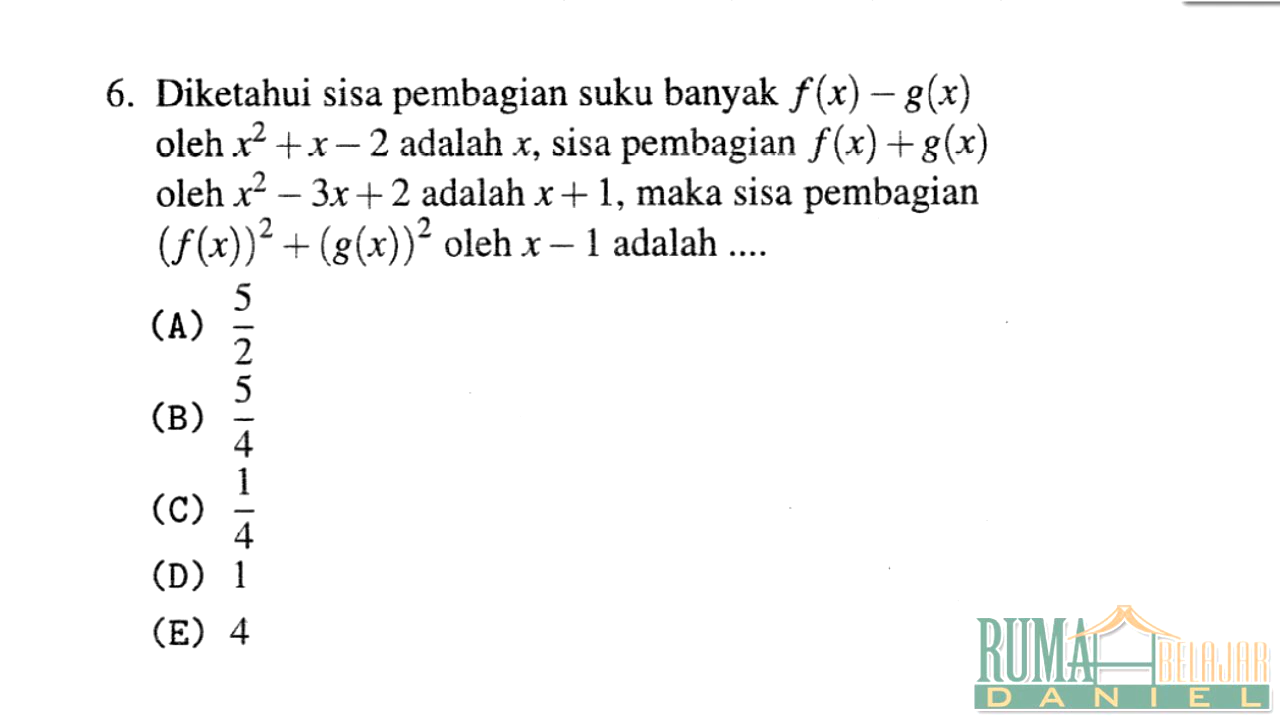 6. Diketahui sisa pembagian suku banyak f(x) − g(x)
oleh x² + x − 2 adalah x, sisa pembagian f(x) + g(x)
oleh x² − 3x + 2 adalah x + 1, maka sisa pembagian
(f(x))² + (g(x))² oleh x − 1 adalah ....
(A) 5/2
(B) 5/4
(C) 1/4
(D) 1
(E) 4
RUMA BELAJAR
DANIEL